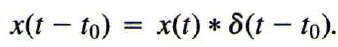 x(t − t₀) = x(t) * δ(t − t₀).